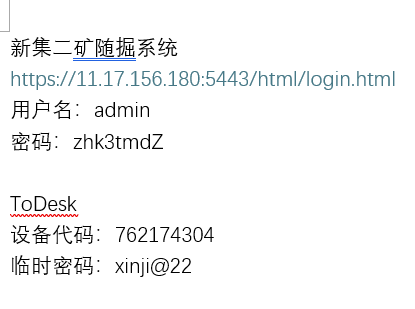 新集二矿随掘系统
https://11.17.156.180:5443/html/login.html
用户名：admin
密码：zhk3tmdZ
ToDesk
设备代码：762174304
临时密码：xinji@22